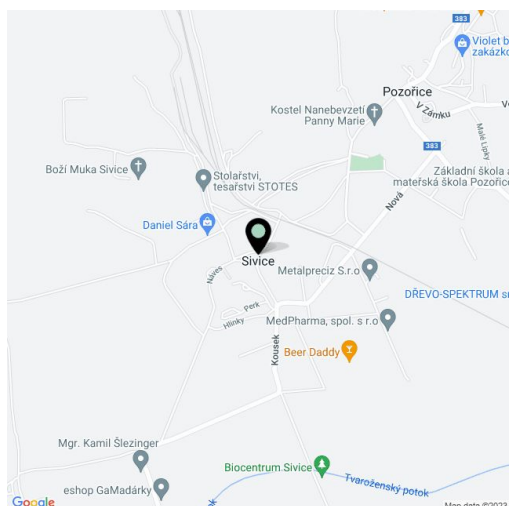 383
Violet b
zakázko
Pozořice
Kostel Nanebevzetí
Panny Marie
V Zámku
383
Malé Lipky
Boží Muka Sivice
Stolařství,
tesařství STOTES
Základní škola a
mateřská škola Pozořice
Nová
Daniel Sára
Sivice
Metalpreciz S.r.o
Náves
DŘEVO-SPEKTRUM s
Perk
Hlinky
MedPharma, spol. s r.o
Kousek
Beer Daddy
Mgr. Kamil Šlezinger
Biocentrum Sivice
Tvaroženský potok
eshop GaMadárky
Google
Map data ©2023